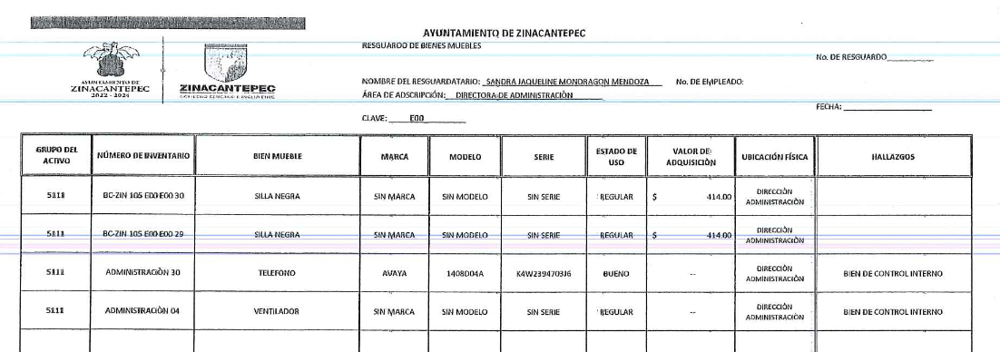 AYUNTAMIENTO DE ZINACANTEPEC
RESGUARDO DE BIENES MUEBLES
No. DE RESGUARDO
AYUNTAMIENTO DE
ZINACANTEPEC
2022 - 2024
ZINACANTEPEC
NOMBRE DEL RESGUARDATARIO: SANDRA JAQUELINE MONDRAGON MENDOZA No. DE EMPLEADO:
ÁREA DE ADSCRIPCIÓN: DIRECTORA DE ADMINISTRACIÓN
FECHA:
CLAVE: E00
GRUPO DEL ACTIVO NÚMERO DE INVENTARIO BIEN MUEBLE MARCA MODELO SERIE ESTADO DE USO VALOR DE ADQUISICIÓN UBICACIÓN FÍSICA HALLAZGOS
5111 BC-ZIN 105 E00 E00 30 SILLA NEGRA SIN MARCA SIN MODELO SIN SERIE REGULAR $ 414.00 DIRECCIÓN ADMINISTRACIÓN
5111 BC-ZIN 105 E00 E00 29 SILLA NEGRA SIN MARCA SIN MODELO SIN SERIE REGULAR $ 414.00 DIRECCIÓN ADMINISTRACIÓN
5111 ADMINISTRACIÓN 30 TELEFONO AVAYA 1408D04A K4W239470316 BUENO -- DIRECCIÓN ADMINISTRACIÓN BIEN DE CONTROL INTERNO
5111 ADMINISTRACIÓN 04 VENTILADOR SIN MARCA SIN MODELO SIN SERIE REGULAR -- DIRECCIÓN ADMINISTRACIÓN BIEN DE CONTROL INTERNO